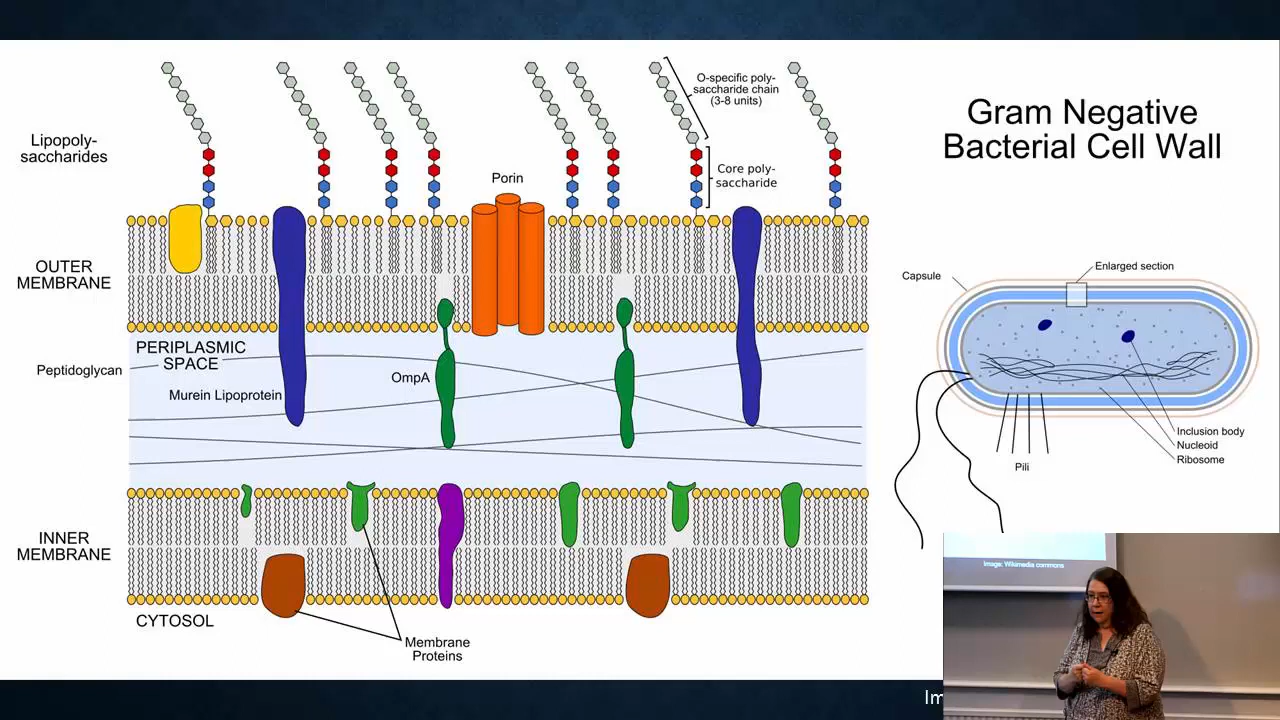 O-specific poly-
saccharide chain
(3-8 units)
Gram Negative
Bacterial Cell Wall
Lipopoly-
saccharides
Core poly-
saccharide
Porin
OUTER
MEMBRANE
Enlarged section
Capsule
PERIPLASMIC
SPACE
Peptidoglycan
OmpA
Murein Lipoprotein
Inclusion body
Nucleoid
Ribosome
Pili
INNER
MEMBRANE
CYTOSOL
Membrane
Proteins
Image: Wikimedia commons
Im